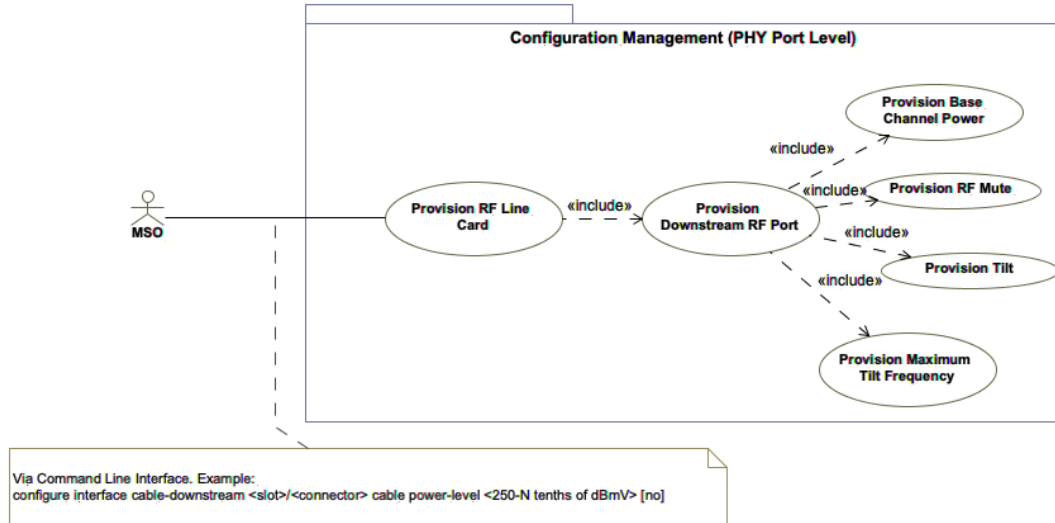 Configuration Management (PHY Port Level)
Provision Base
Channel Power
«include»
Provision RF Mute
«include»
Provision RF Line
Card
«include»
Provision
Downstream RF Port
MSO
«include»
Provision Tilt
«include»
Provision Maximum
Tilt Frequency
Via Command Line Interface. Example:
configure interface cable-downstream <slot>/<connector> cable power-level <250-N tenths of dBmV> [no]